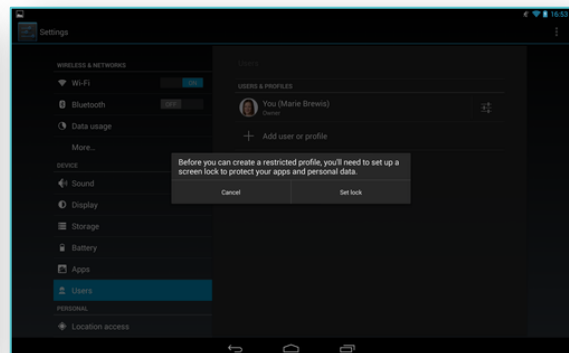 16:53
Settings
WIRELESS & NETWORKS
Wi-Fi
ON
Bluetooth
OFF
Data usage
More...
DEVICE
Sound
Display
Storage
Battery
Apps
Users
PERSONAL
Location access
Users
USERS & PROFILES
You (Marie Brewis)
Owner
Add user or profile
Before you can create a restricted profile, you'll need to set up a
screen lock to protect your apps and personal data.
Cancel
Set lock